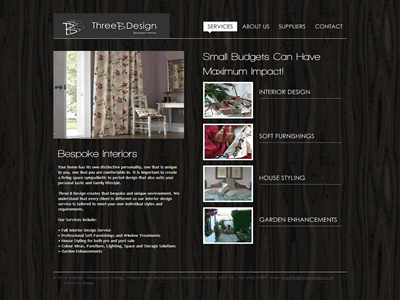 Three B Design
SERVICES ABOUT US SUPPLIERS CONTACT
Small Budgets Can Have
Maximum Impact!
INTERIOR DESIGN
SOFT FURNISHINGS
HOUSE STYLING
GARDEN ENHANCEMENTS
Bespoke Interiors
Your home has its own distinctive personality, one that is unique
to you, one that you are comfortable in. It is important to create
a living space sympathetic to period design that also suits your
personal taste and family lifestyle.
Three B Design creates that bespoke and unique environment. We
understand that every client is different so our interior design
service is tailored to meet your own individual styles and
requirements.
Our Services Include:
• Full Interior Design Service
• Professional Soft Furnishings and Window Treatments
• House Styling for both pre and post sale
• Colour Ideas, Furniture, Lighting, Space and Storage Solutions
• Garden Enhancements